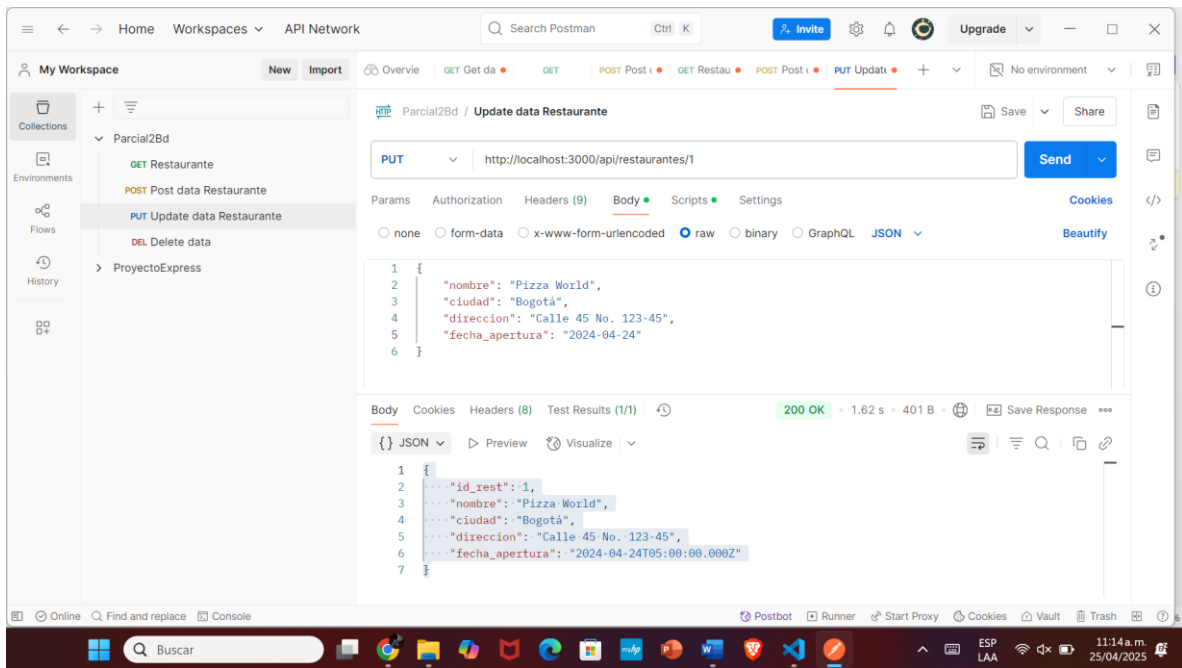 Home Workspaces API Network Search Postman Ctrl K Invite Upgrade
My Workspace New Import Overvie GET Get da GET POST Post GET Restau POST Post PUT Update No environment
Collections
Environments
Flows
History
Parcial2Bd
GET Restaurante
POST Post data Restaurante
PUT Update data Restaurante
DEL Delete data
ProyectoExpress
HTTP Parcial2Bd / Update data Restaurante Save Share
PUT http://localhost:3000/api/restaurantes/1 Send
Params Authorization Headers (9) Body Scripts Settings Cookies
none form-data x-www-form-urlencoded raw binary GraphQL JSON Beautify
1 {
2 "nombre": "Pizza World",
3 "ciudad": "Bogotá",
4 "direccion": "Calle 45 No. 123-45",
5 "fecha_apertura": "2024-04-24"
6 }
Body Cookies Headers (8) Test Results (1/1) 200 OK 1.62 s 401 B Save Response
{} JSON Preview Visualize
1 {
2 "id_rest": 1,
3 "nombre": "Pizza World",
4 "ciudad": "Bogotá",
5 "direccion": "Calle 45 No. 123-45",
6 "fecha_apertura": "2024-04-24T05:00:00.000Z"
7 }
Online Find and replace Console Postbot Runner Start Proxy Cookies Vault Trash
Buscar
ESP
LAA
11:14 a. m.
25/04/2025